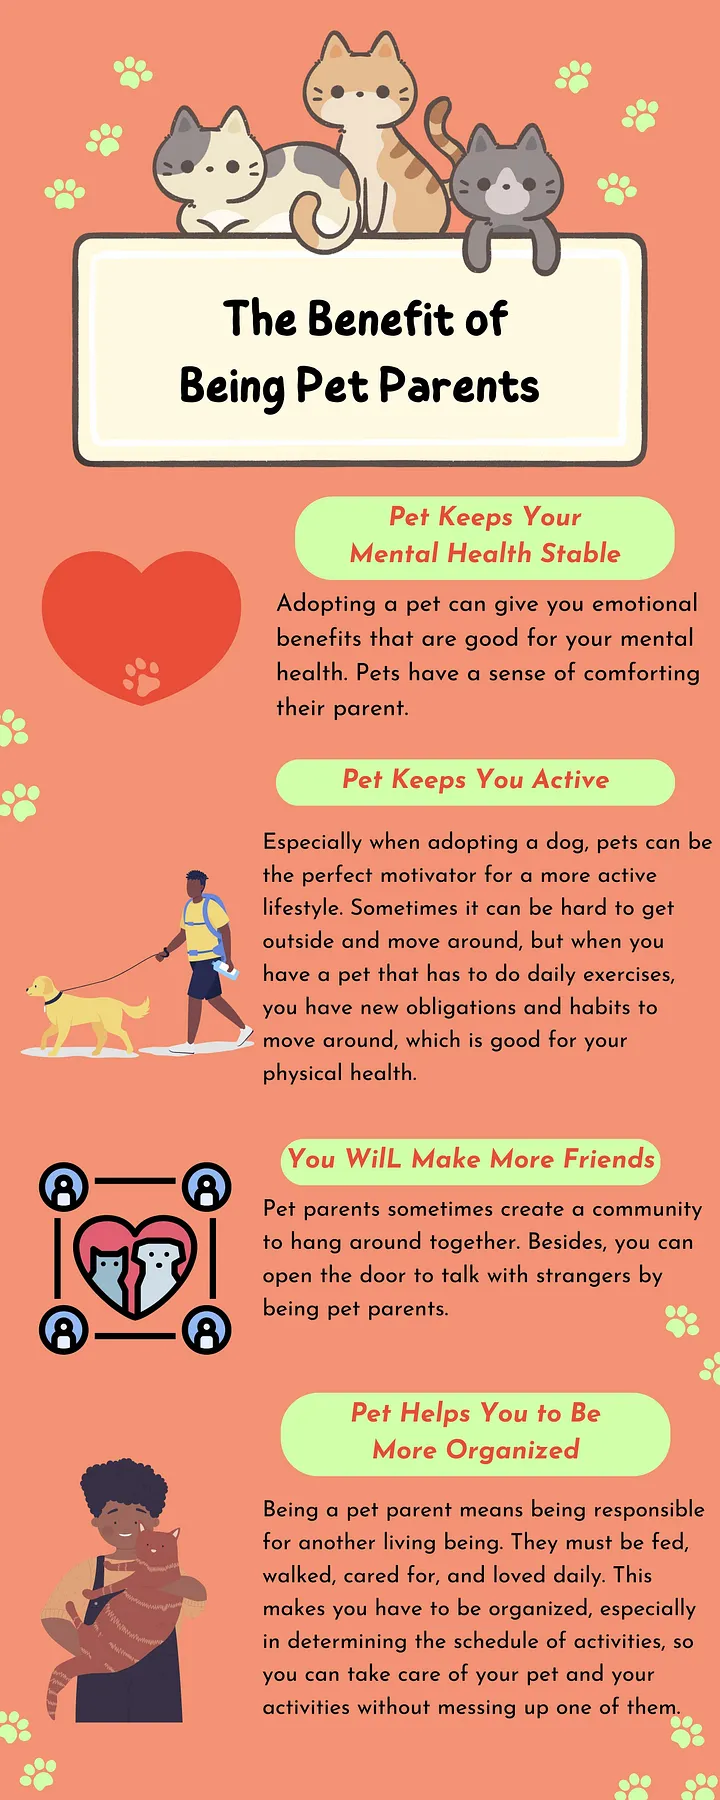 The Benefit of
Being Pet Parents
Pet Keeps Your
Mental Health Stable
Adopting a pet can give you emotional
benefits that are good for your mental
health. Pets have a sense of comforting
their parent.
Pet Keeps You Active
Especially when adopting a dog, pets can be
the perfect motivator for a more active
lifestyle. Sometimes it can be hard to get
outside and move around, but when you
have a pet that has to do daily exercises,
you have new obligations and habits to
move around, which is good for your
physical health.
You WilL Make More Friends
Pet parents sometimes create a community
to hang around together. Besides, you can
open the door to talk with strangers by
being pet parents.
Pet Helps You to Be
More Organized
Being a pet parent means being responsible
for another living being. They must be fed,
walked, cared for, and loved daily. This
makes you have to be organized, especially
in determining the schedule of activities, so
you can take care of your pet and your
activities without messing up one of them.